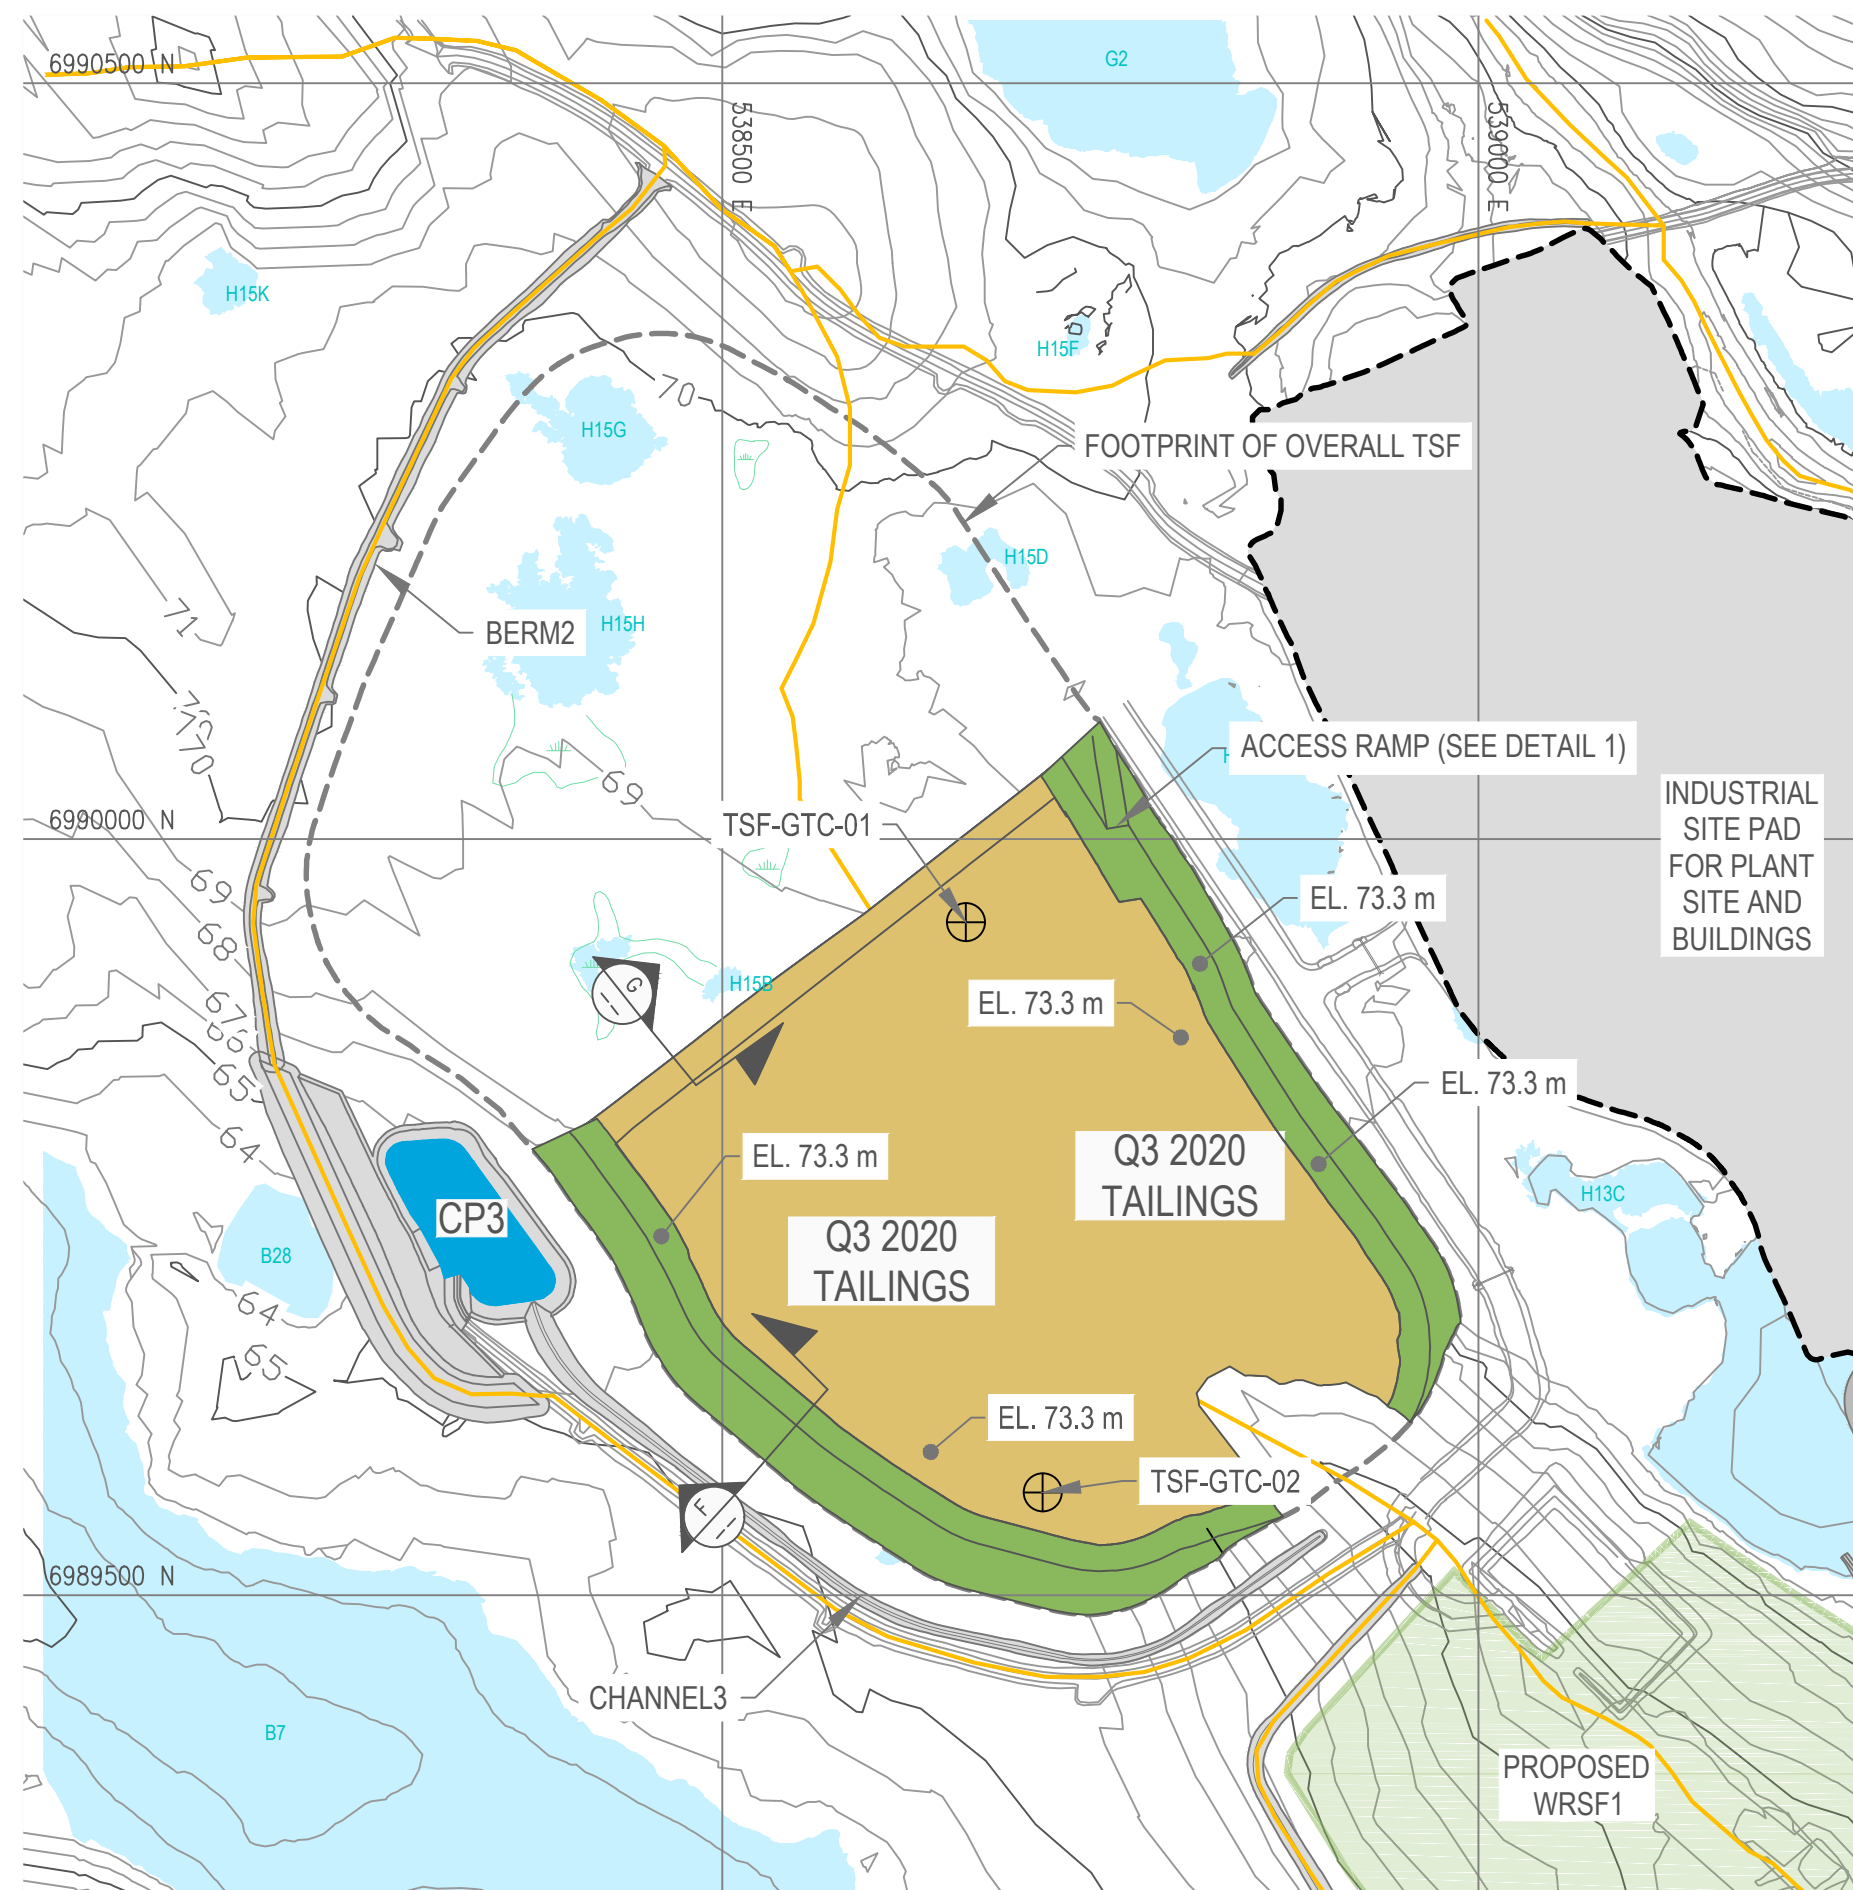 6990500 N
G2
538500 E
539000 E
H15K
H15F
70
H15G
FOOTPRINT OF OVERALL TSF
H15D
71
BERM2
H15H
70
69
ACCESS RAMP (SEE DETAIL 1)
6990000 N
TSF-GTC-01
INDUSTRIAL
SITE PAD
FOR PLANT
SITE AND
BUILDINGS
69
EL. 73.3 m
68
G
H15B
EL. 73.3 m
67
66
65
EL. 73.3 m
64
EL. 73.3 m
Q3 2020
TAILINGS
H13C
CP3
Q3 2020
TAILINGS
B28
64
65
EL. 73.3 m
TSF-GTC-02
F
6989500 N
CHANNEL3
B7
PROPOSED
WRSF1